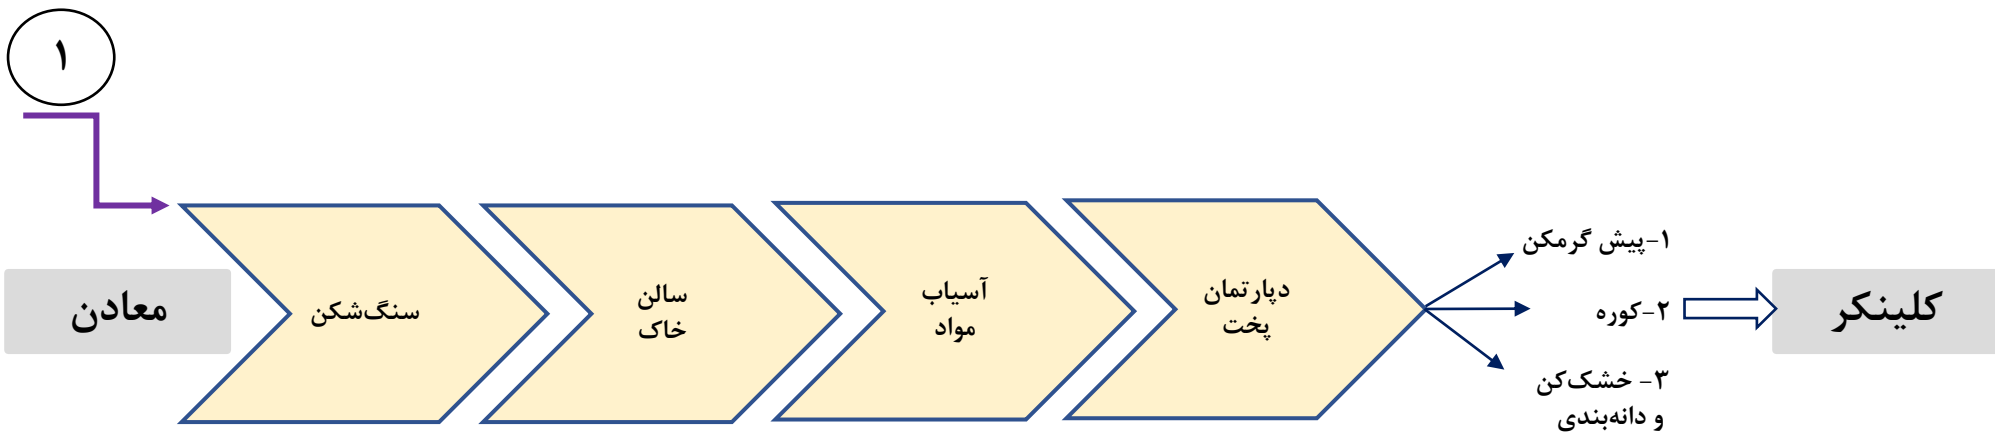 ۱
معادن
سنگ‌شکن
سالن
خاک
آسیاب
مواد
دپارتمان
پخت
۱-پیش گرمکن
۲-کوره
۳- خشک‌کن
و دانه‌بندی
کلینکر